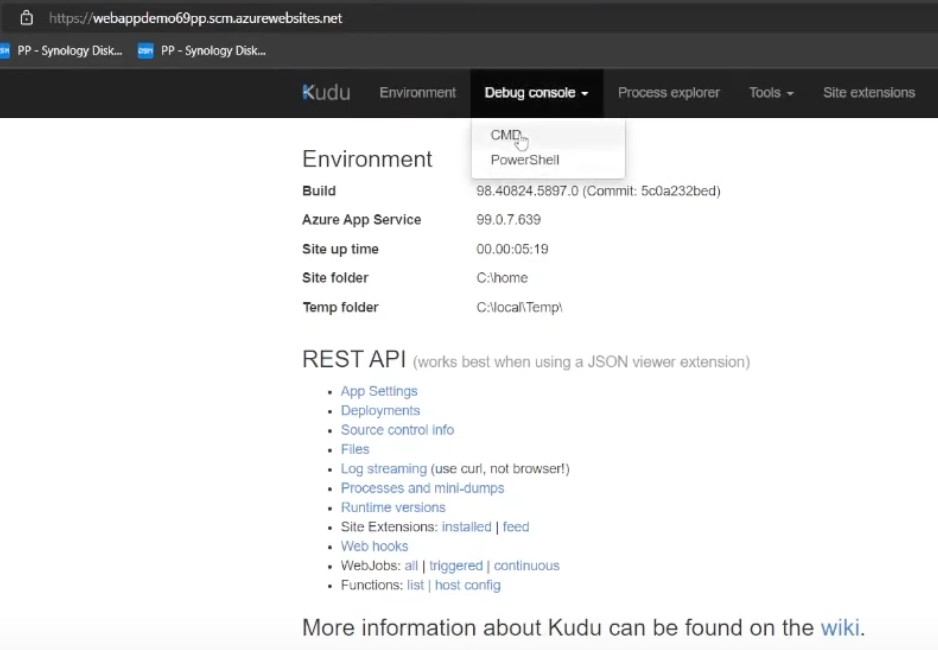 https://webappdemo69pp.scm.azurewebsites.net
SM PP - Synology Disk... DSM PP - Synology Disk...
Kudu Environment Debug console Process explorer Tools Site extensions
CMD
PowerShell
Environment
Build 98.40824.5897.0 (Commit: 5c0a232bed)
Azure App Service 99.0.7.639
Site up time 00.00:05:19
Site folder C:\home
Temp folder C:\local\Temp\
REST API (works best when using a JSON viewer extension)
App Settings
Deployments
Source control info
Files
Log streaming (use curl, not browser!)
Processes and mini-dumps
Runtime versions
Site Extensions: installed | feed
Web hooks
WebJobs: all | triggered | continuous
Functions: list | host config
More information about Kudu can be found on the wiki.